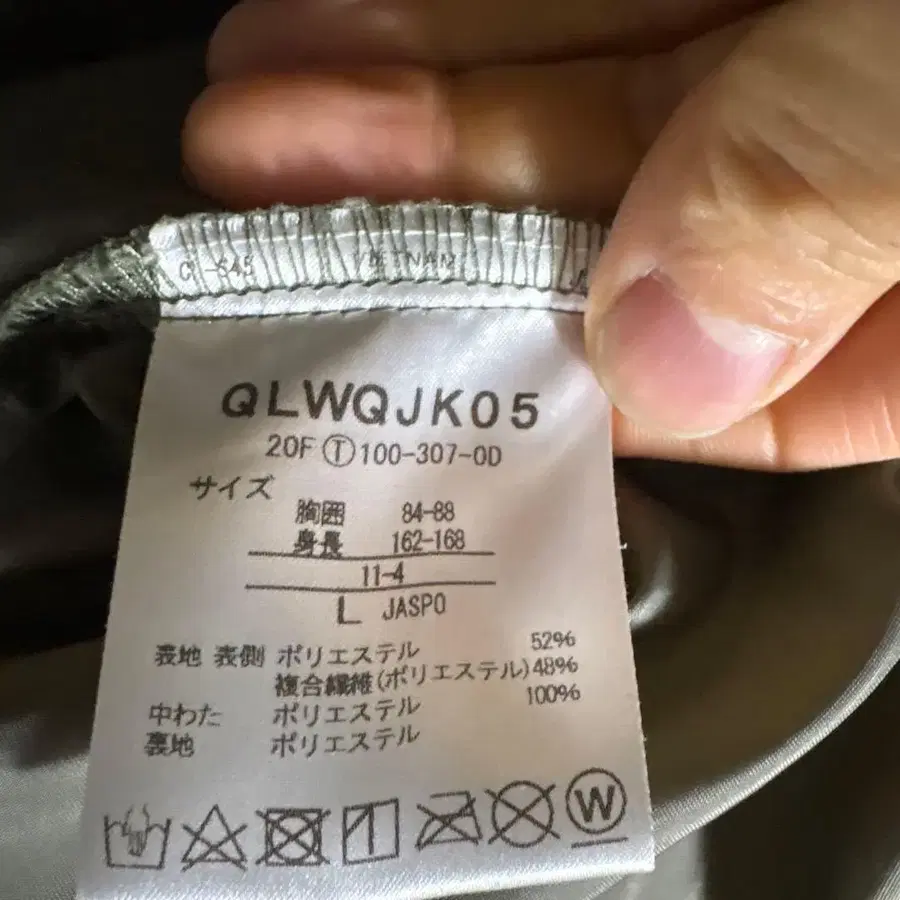 QLWQJK05
20F Ⓣ 100-307-0D
サイズ
胸囲 84-88
身長 162-168
11-4
L JASPO
表地 表側 ポリエステル 52%
複合繊維(ポリエステル) 48%
中わた ポリエステル 100%
裏地 ポリエステル
W